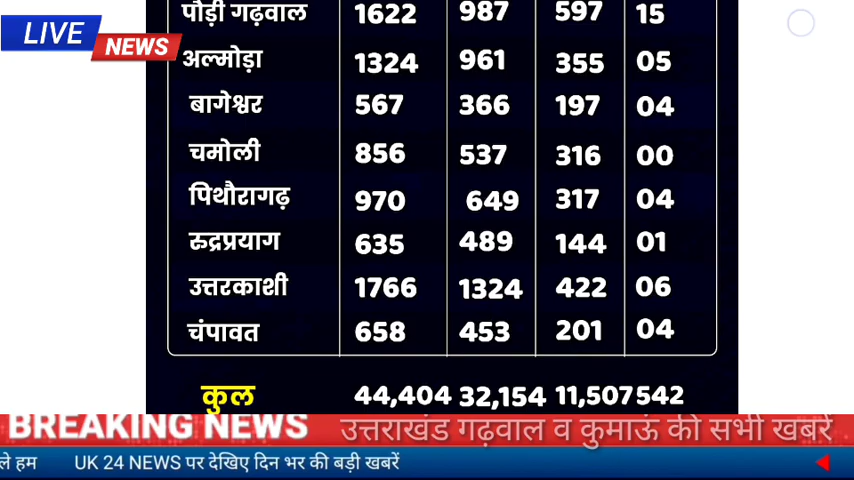 पौड़ी गढ़वाल 1622 987 597 15
LIVE
NEWS
अल्मोड़ा 1324 961 355 05
बागेश्वर 567 366 197 04
चमोली 856 537 316 00
पिथौरागढ़ 970 649 317 04
रुद्रप्रयाग 635 489 144 01
उत्तरकाशी 1766 1324 422 06
चंपावत 658 453 201 04
कुल 44,404 32,154 11,507 542
BREAKING NEWS उत्तराखंड गढ़वाल व कुमाऊं की सभी खबरें
ले हम UK 24 NEWS पर देखिए दिन भर की बड़ी खबरें